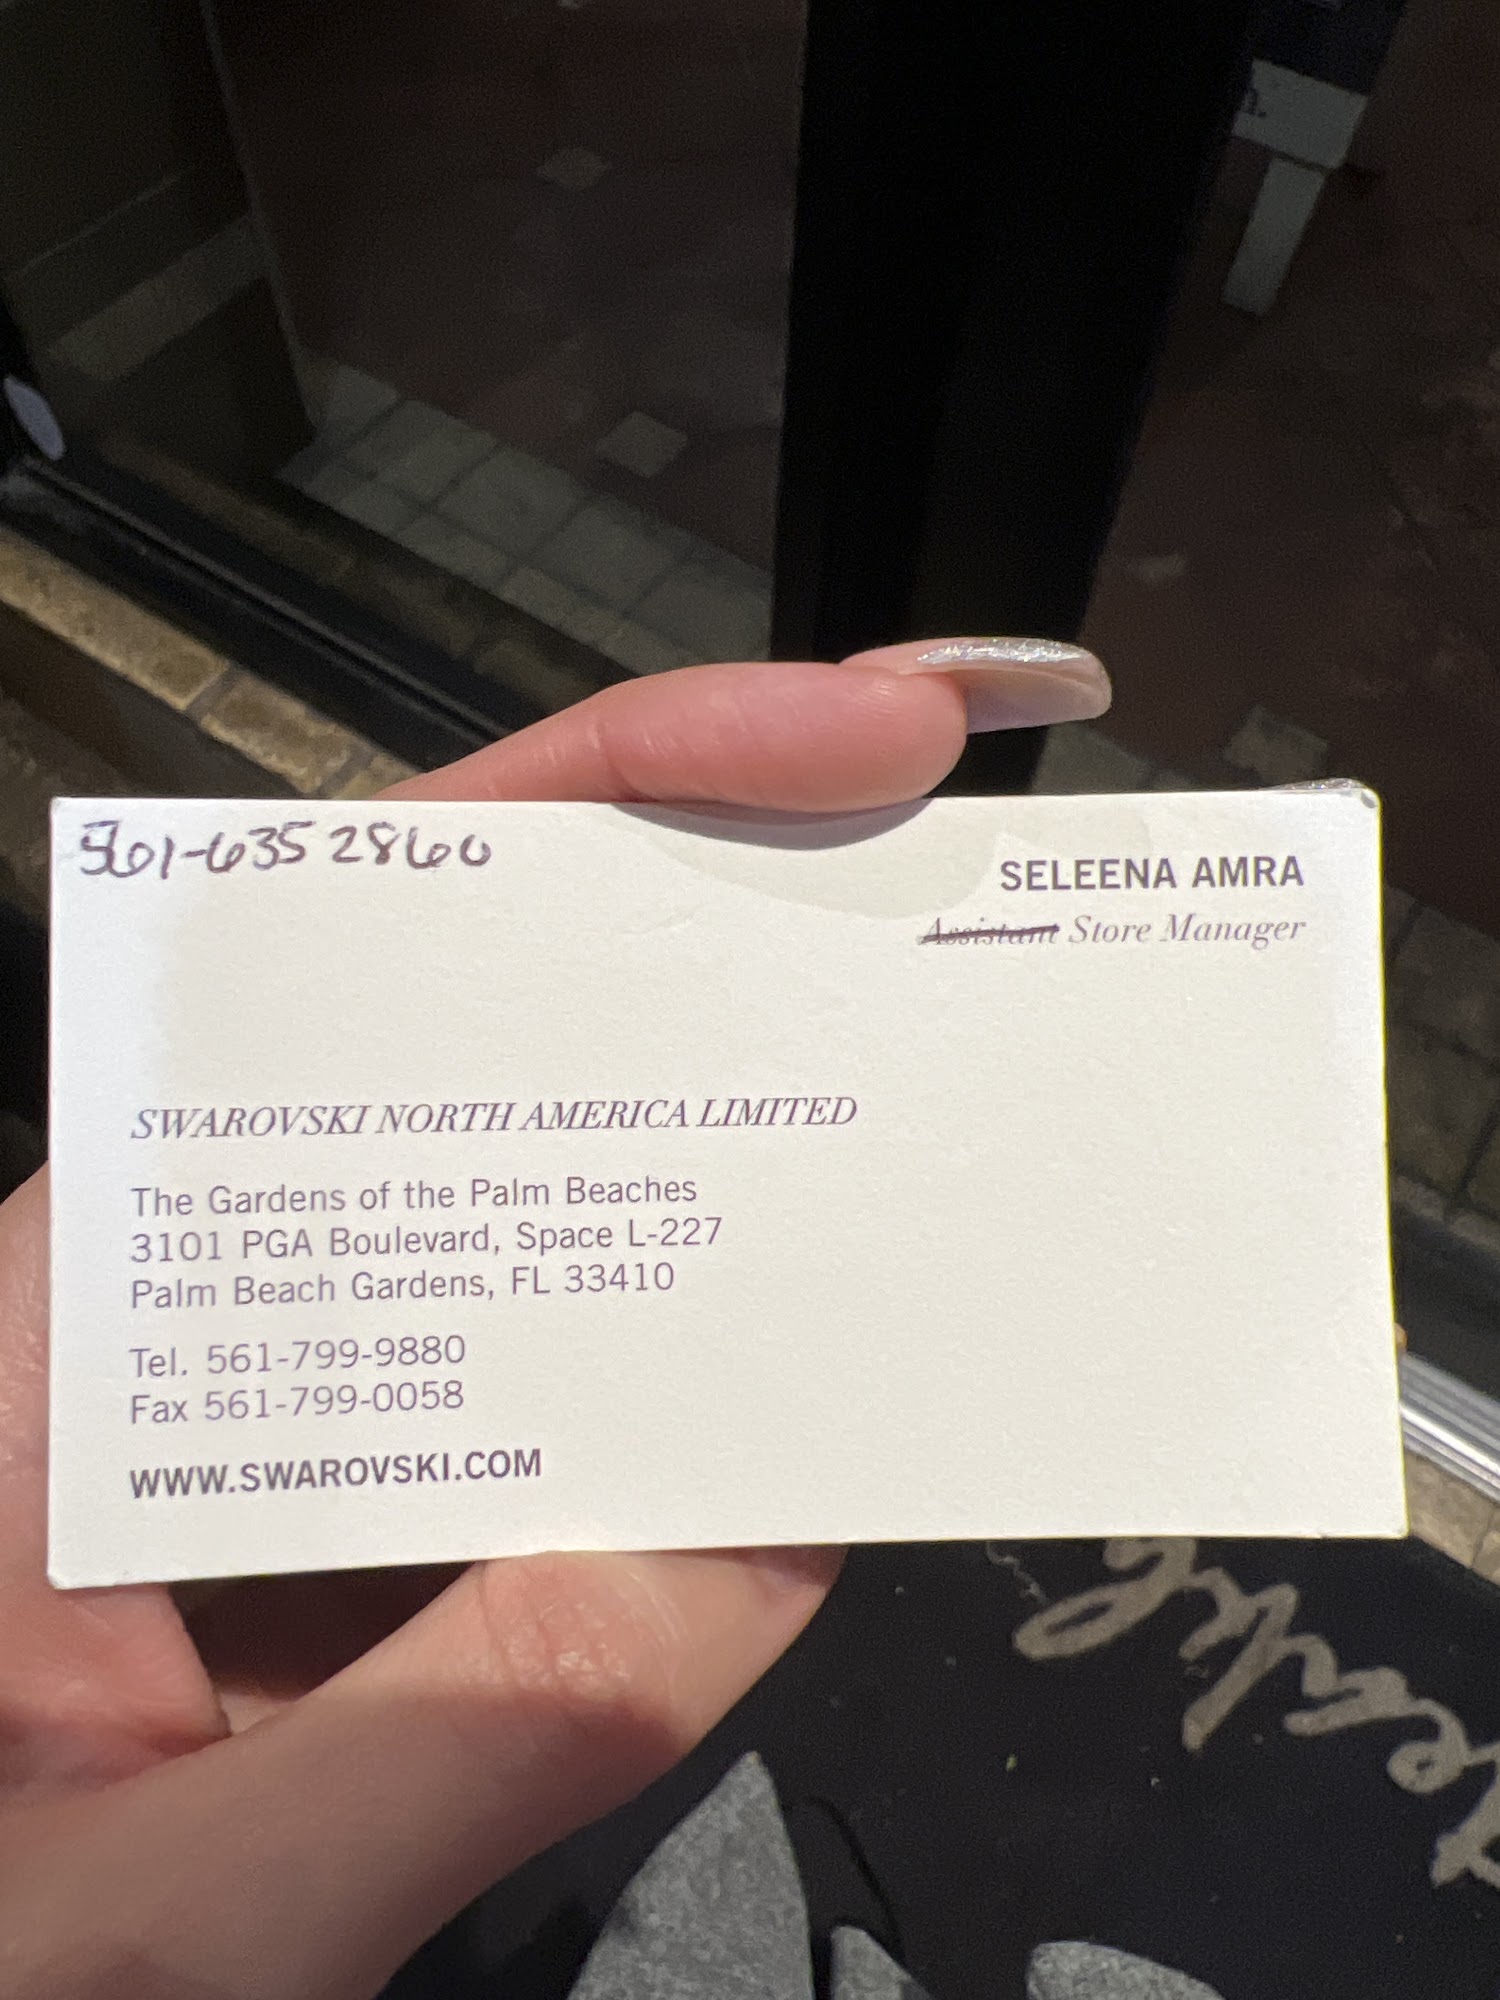 561-635 2860
SELEENA AMRA
Assistant Store Manager
SWAROVSKI NORTH AMERICA LIMITED
The Gardens of the Palm Beaches
3101 PGA Boulevard, Space L-227
Palm Beach Gardens, FL 33410
Tel. 561-799-9880
Fax 561-799-0058
WWW.SWAROVSKI.COM